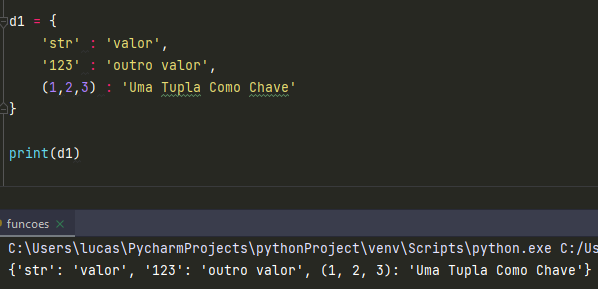 d1 = {
    'str' : 'valor',
    '123' : 'outro valor',
    (1,2,3) : 'Uma Tupla Como Chave'
}
print(d1)
funcoes ×
C:\Users\lucas\PycharmProjects\pythonProject\venv\Scripts\python.exe C:/Us
{'str': 'valor', '123': 'outro valor', (1, 2, 3): 'Uma Tupla Como Chave'}